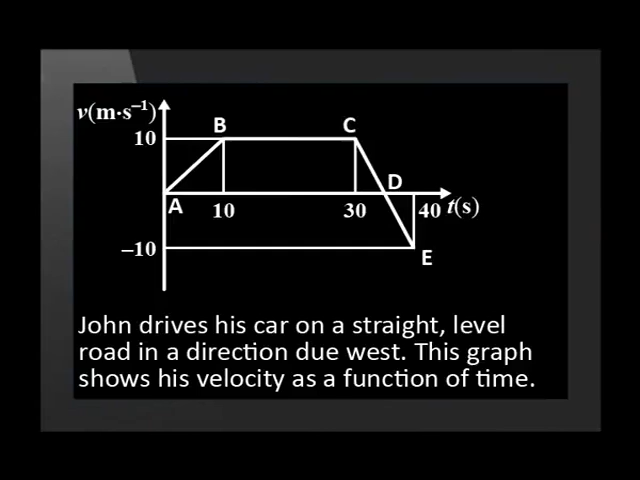 v(m·s⁻¹)
B C
10
D
A 10 30 40 t(s)
–10
E
John drives his car on a straight, level
road in a direction due west. This graph
shows his velocity as a function of time.